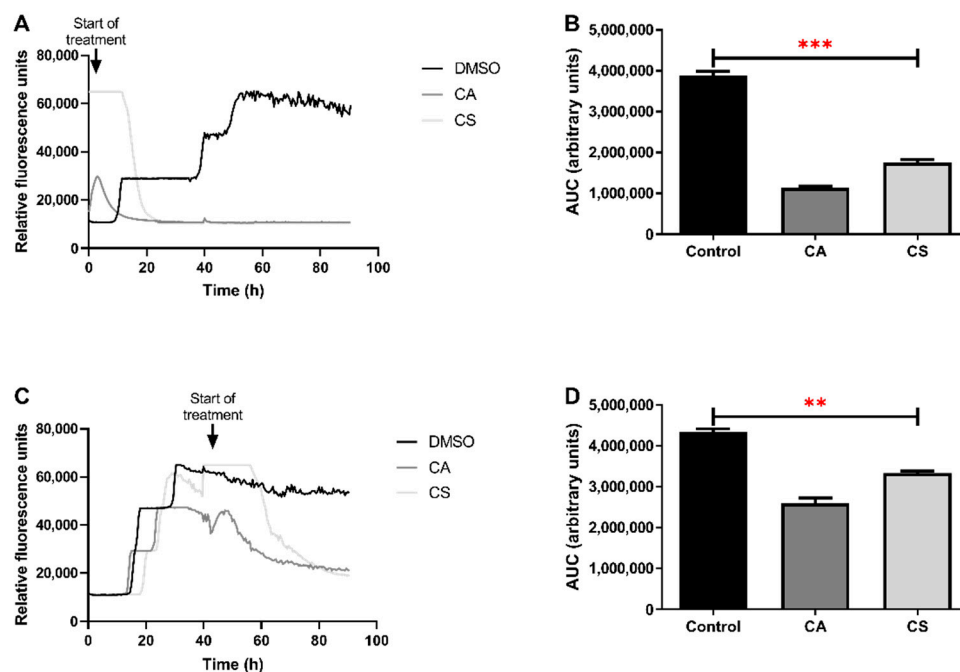 A
Start of
treatment
Relative fluorescence units
80,000
60,000
40,000
20,000
0
0 20 40 60 80 100
Time (h)
DMSO
CA
CS
B
AUC (arbitrary units)
5,000,000
4,000,000
3,000,000
2,000,000
1,000,000
0
***
Control CA CS
C
Start of
treatment
Relative fluorescence units
80,000
60,000
40,000
20,000
0
0 20 40 60 80 100
Time (h)
DMSO
CA
CS
D
AUC (arbitrary units)
5,000,000
4,000,000
3,000,000
2,000,000
1,000,000
0
**
Control CA CS